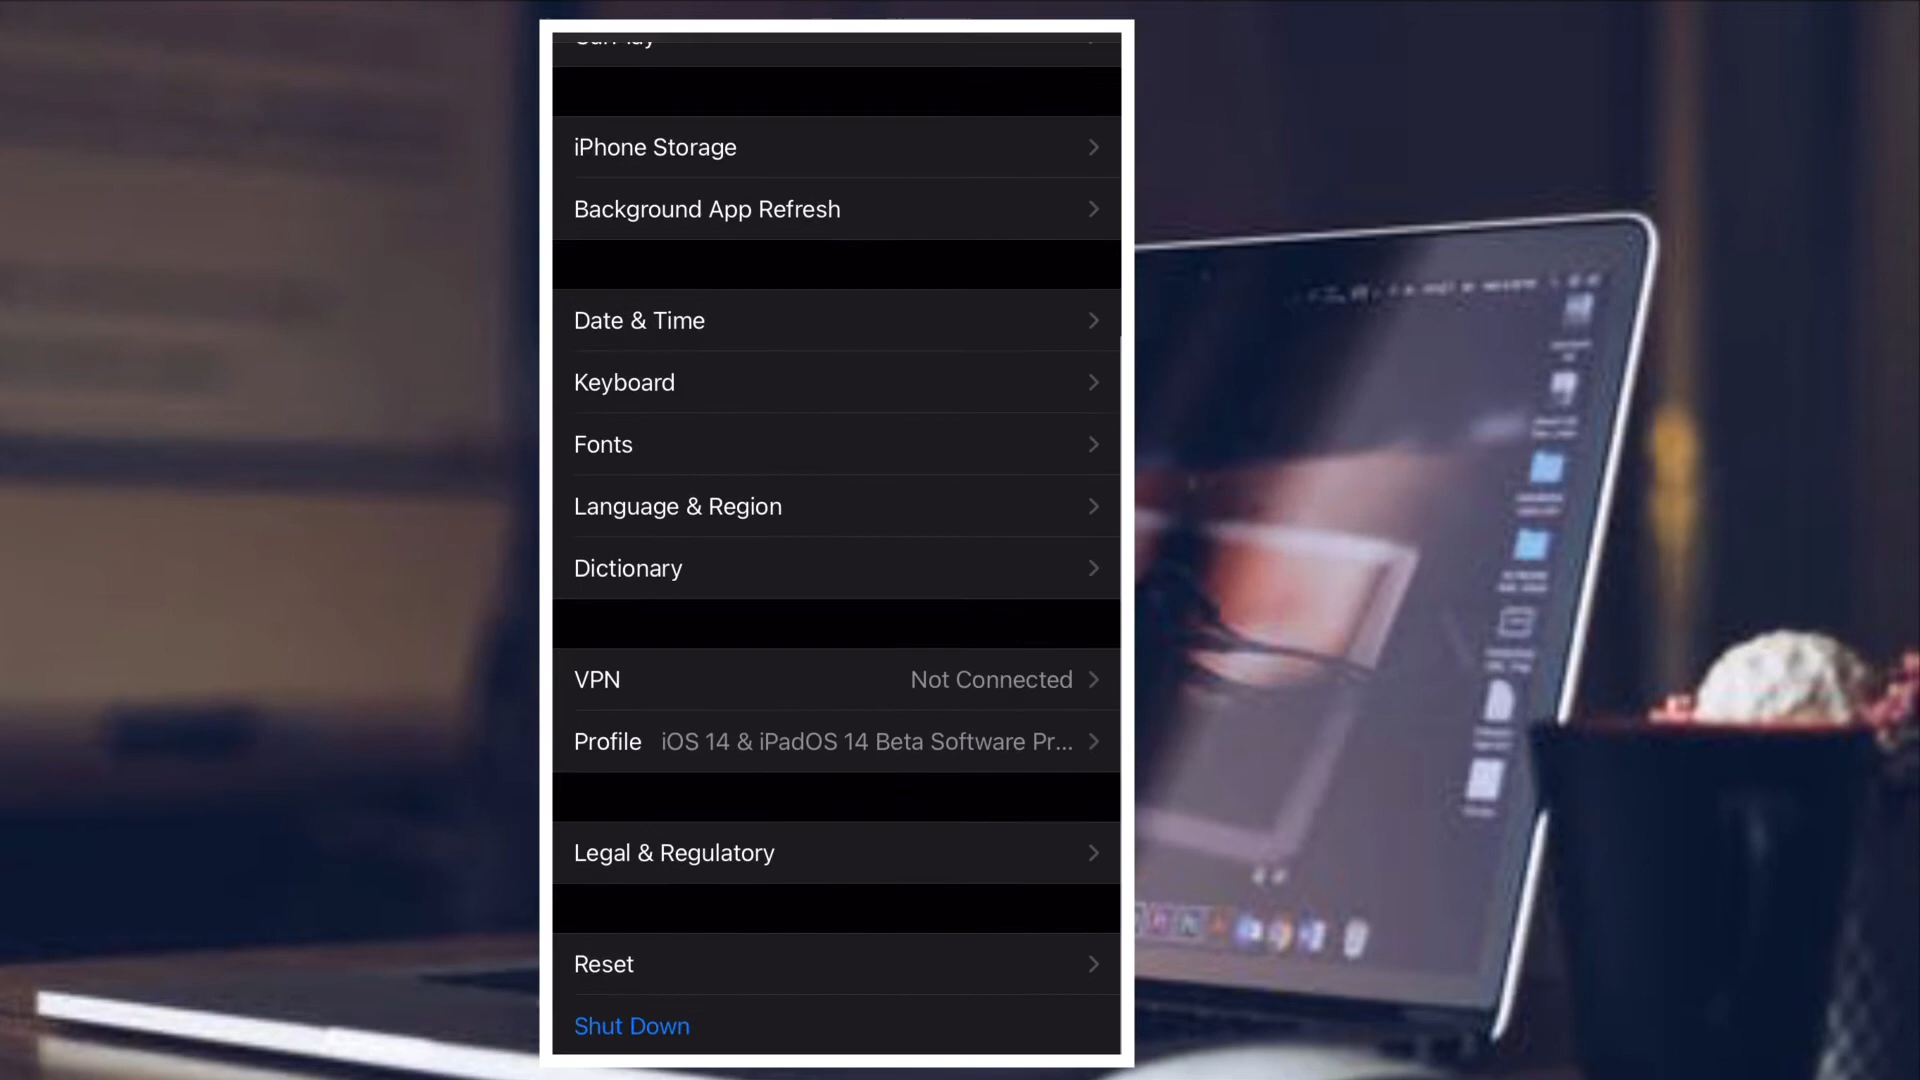 iPhone Storage
Background App Refresh
Date & Time
Keyboard
Fonts
Language & Region
Dictionary
VPN Not Connected
Profile iOS 14 & iPadOS 14 Beta Software Pr...
Legal & Regulatory
Reset
Shut Down